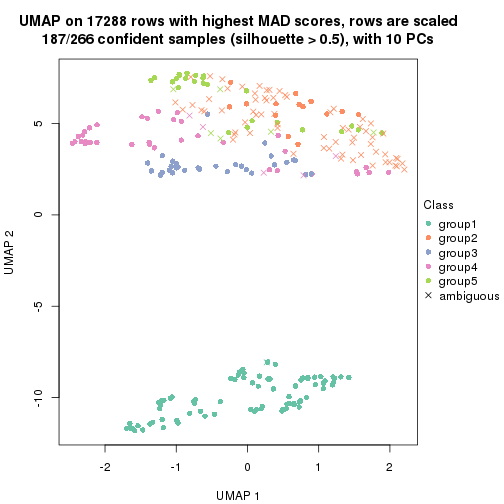 UMAP on 17288 rows with highest MAD scores, rows are scaled
187/266 confident samples (silhouette > 0.5), with 10 PCs
5
0
-5
-10
UMAP 2
-2
-1
0
1
2
UMAP 1
Class
group1
group2
group3
group4
group5
ambiguous